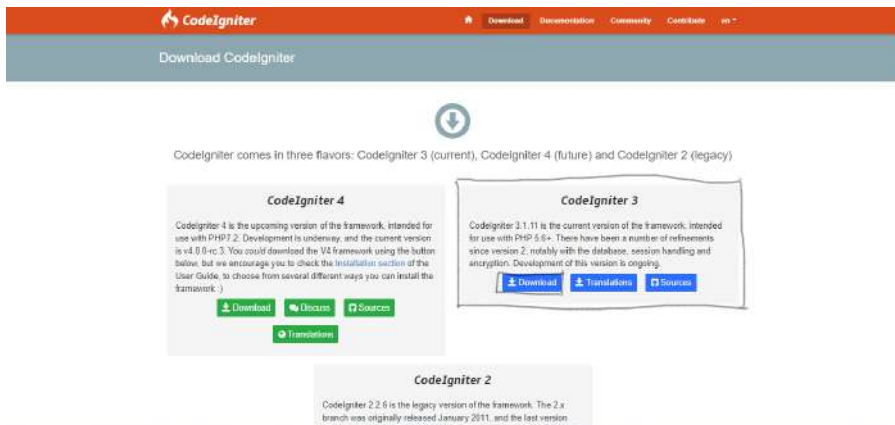 CodeIgniter
Download Documentation Community Contribute en
Download CodeIgniter
CodeIgniter comes in three flavors: CodeIgniter 3 (current), CodeIgniter 4 (future) and CodeIgniter 2 (legacy)
CodeIgniter 4
CodeIgniter 4 is the upcoming version of the framework, intended for
use with PHP7.2. Development is underway, and the current version
is v4.0.0-rc.3. You could download the V4 framework using the button
below, but we encourage you to check the Installation section of the
User Guide, to choose from several different ways you can install the
framework :)
Download Discuss Sources
Translations
CodeIgniter 3
CodeIgniter 3.1.11 is the current version of the framework, intended
for use with PHP 5.6+. There have been a number of refinements
since version 2, notably with the database, session handling and
encryption. Development of this version is ongoing.
Download Translations Sources
CodeIgniter 2
CodeIgniter 2.2.6 is the legacy version of the framework. The 2.x
branch was originally released January 2011, and the last version